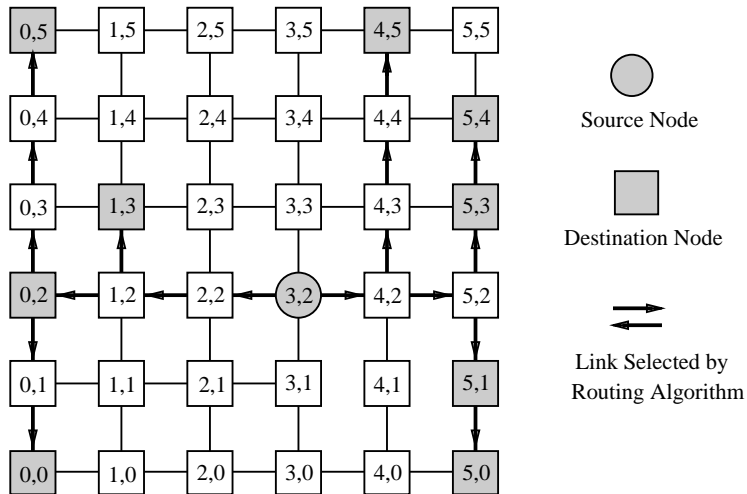 0,5 1,5 2,5 3,5 4,5 5,5
0,4 1,4 2,4 3,4 4,4 5,4
0,3 1,3 2,3 3,3 4,3 5,3
0,2 1,2 2,2 3,2 4,2 5,2
0,1 1,1 2,1 3,1 4,1 5,1
0,0 1,0 2,0 3,0 4,0 5,0
Source Node
Destination Node
Link Selected by
Routing Algorithm